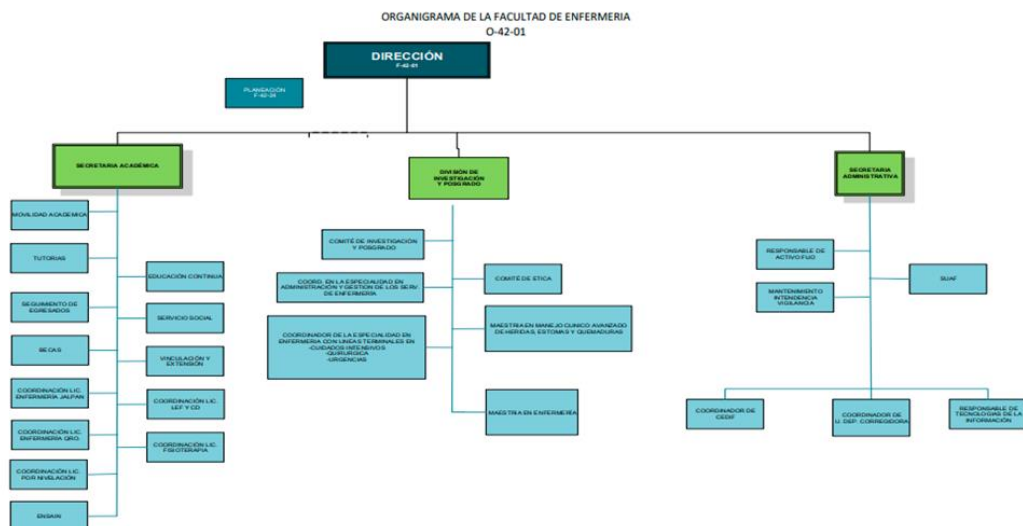 ORGANIGRAMA DE LA FACULTAD DE ENFERMERIA
O-42-01
DIRECCIÓN
F-42-01
PLANEACIÓN
F-42-24
SECRETARIA ACADÉMICA
DIVISIÓN DE
INVESTIGACIÓN
Y POSGRADO
SECRETARIA
ADMINISTRATIVA
MOVILIDAD ACADEMICA
TUTORIAS
EDUCACIÓN CONTINUA
SEGUIMIENTO DE
EGRESADOS
SERVICIO SOCIAL
BECAS
VINCULACIÓN Y
EXTENSIÓN
COORDINACIÓN LIC.
ENFERMERÍA JALPAN
COORDINACIÓN LIC.
LEF Y CD
COORDINACIÓN LIC.
ENFERMERÍA QRO.
COORDINACIÓN LIC.
FISIOTERAPIA
COORDINACIÓN LIC.
POR NIVELACIÓN
ENSAIN
COMITÉ DE INVESTIGACIÓN
Y POSGRADO
COMITÉ DE ETICA
COORD. EN LA ESPECIALIDAD EN
ADMINISTRACIÓN Y GESTION DE LOS SERV.
DE ENFERMERÍA
COORDINADOR DE LA ESPECIALIDAD EN
ENFERMERIA CON LINEAS TERMINALES EN
-CUIDADOS INTENSIVOS
-QUIRURGICA
-URGENCIAS
MAESTRIA EN MANEJO CLINICO AVANZADO
DE HERIDAS, ESTOMAS Y QUEMADURAS
MAESTRIA EN ENFERMERÍA
RESPONSABLE DE
ACTIVO FIJO
SUAF
MANTENIMIENTO
INTENDENCIA
VIGILANCIA
COORDINADOR DE
CEDIF
COORDINADOR DE
U. DEP. CORREGIDORA
RESPONSABLE DE
TECNOLOGIAS DE LA
INFORMACIÓN